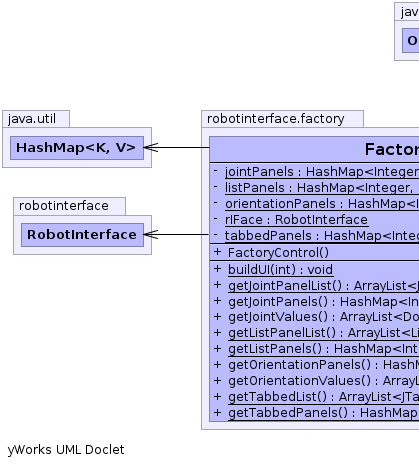 jav
O
java.util
HashMap<K, V>
robotinterface
RobotInterface
robotinterface.factory
Factor
- jointPanels : HashMap<Integer
- listPanels : HashMap<Integer,
- orientationPanels : HashMap<I
- rIFace : RobotInterface
- tabbedPanels : HashMap<Integ
+ FactoryControl()
+ buildUI(int) : void
+ getJointPanelList() : ArrayList<J
+ getJointPanels() : HashMap<In
+ getJointValues() : ArrayList<Do
+ getListPanelList() : ArrayList<Li
+ getListPanels() : HashMap<Int
+ getOrientationPanels() : HashM
+ getOrientationValues() : ArrayL
+ getTabbedList() : ArrayList<JTa
+ getTabbedPanels() : HashMap
yWorks UML Doclet